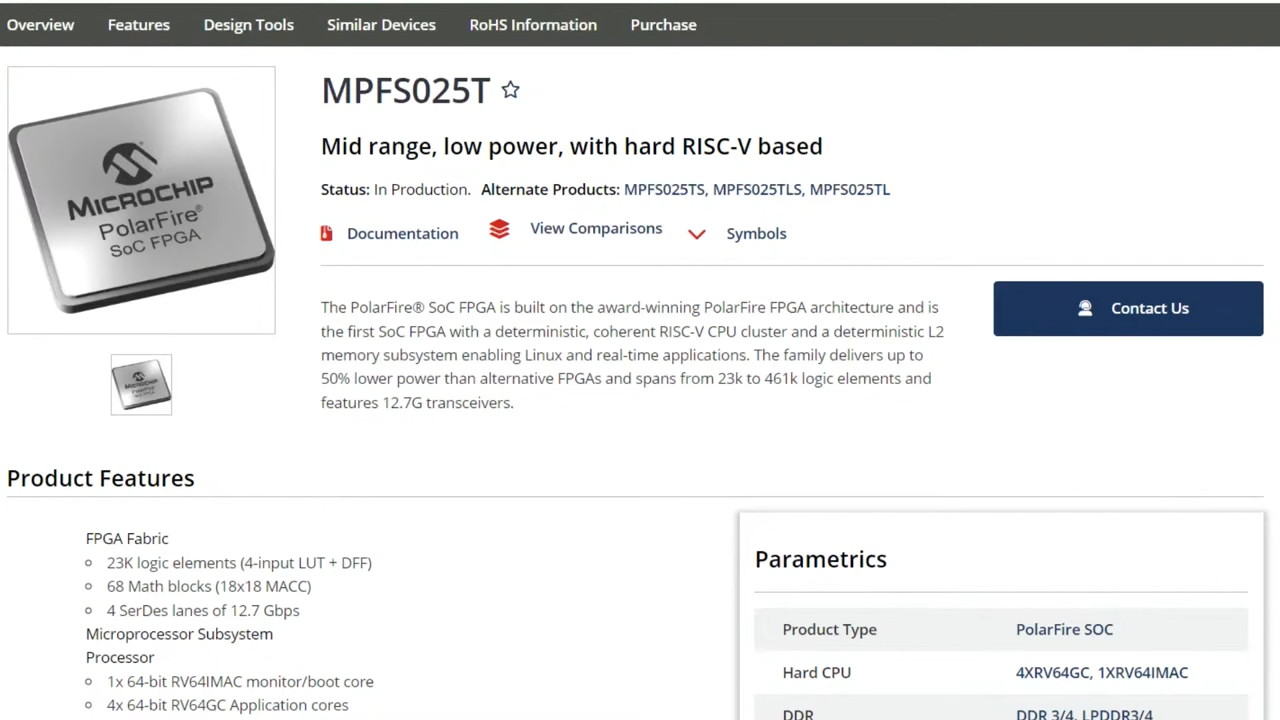 Overview Features Design Tools Similar Devices RoHS Information Purchase
MPFS025T
MICROCHIP
PolarFire®
SoC FPGA
Mid range, low power, with hard RISC-V based
Status: In Production. Alternate Products: MPFS025TS, MPFS025TLS, MPFS025TL
Documentation View Comparisons Symbols
The PolarFire® SoC FPGA is built on the award-winning PolarFire FPGA architecture and is
the first SoC FPGA with a deterministic, coherent RISC-V CPU cluster and a deterministic L2
memory subsystem enabling Linux and real-time applications. The family delivers up to
50% lower power than alternative FPGAs and spans from 23k to 461k logic elements and
features 12.7G transceivers.
Contact Us
MICROCHIP
Product Features
FPGA Fabric
23K logic elements (4-input LUT + DFF)
68 Math blocks (18x18 MACC)
4 SerDes lanes of 12.7 Gbps
Microprocessor Subsystem
Processor
1x 64-bit RV64IMAC monitor/boot core
4x 64-bit RV64GC Application cores
Parametrics
Product Type PolarFire SOC
Hard CPU 4XRV64GC, 1XRV64IMAC
DDR DDR 3/4, LPDDR3/4